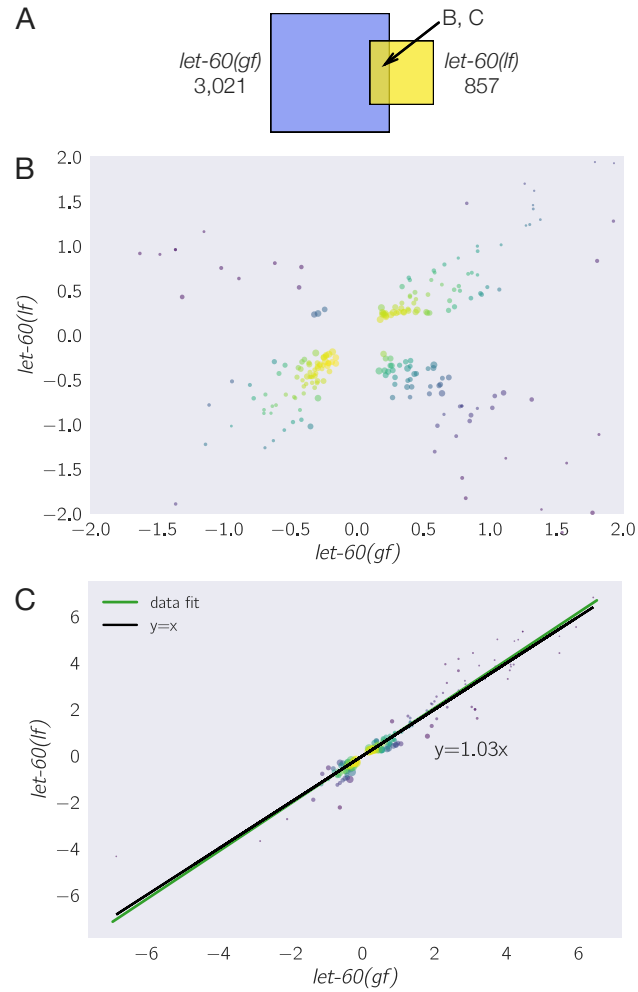 A
B, C
let-60(gf)
3,021
let-60(lf)
857
B
2.0
1.5
1.0
0.5
0.0
−0.5
−1.0
−1.5
−2.0
let-60(lf)
−2.0 −1.5 −1.0 −0.5 0.0 0.5 1.0 1.5 2.0
let-60(gf)
C
data fit
y=x
6
4
2
0
−2
−4
−6
let-60(lf)
y=1.03x
−6 −4 −2 0 2 4 6
let-60(gf)